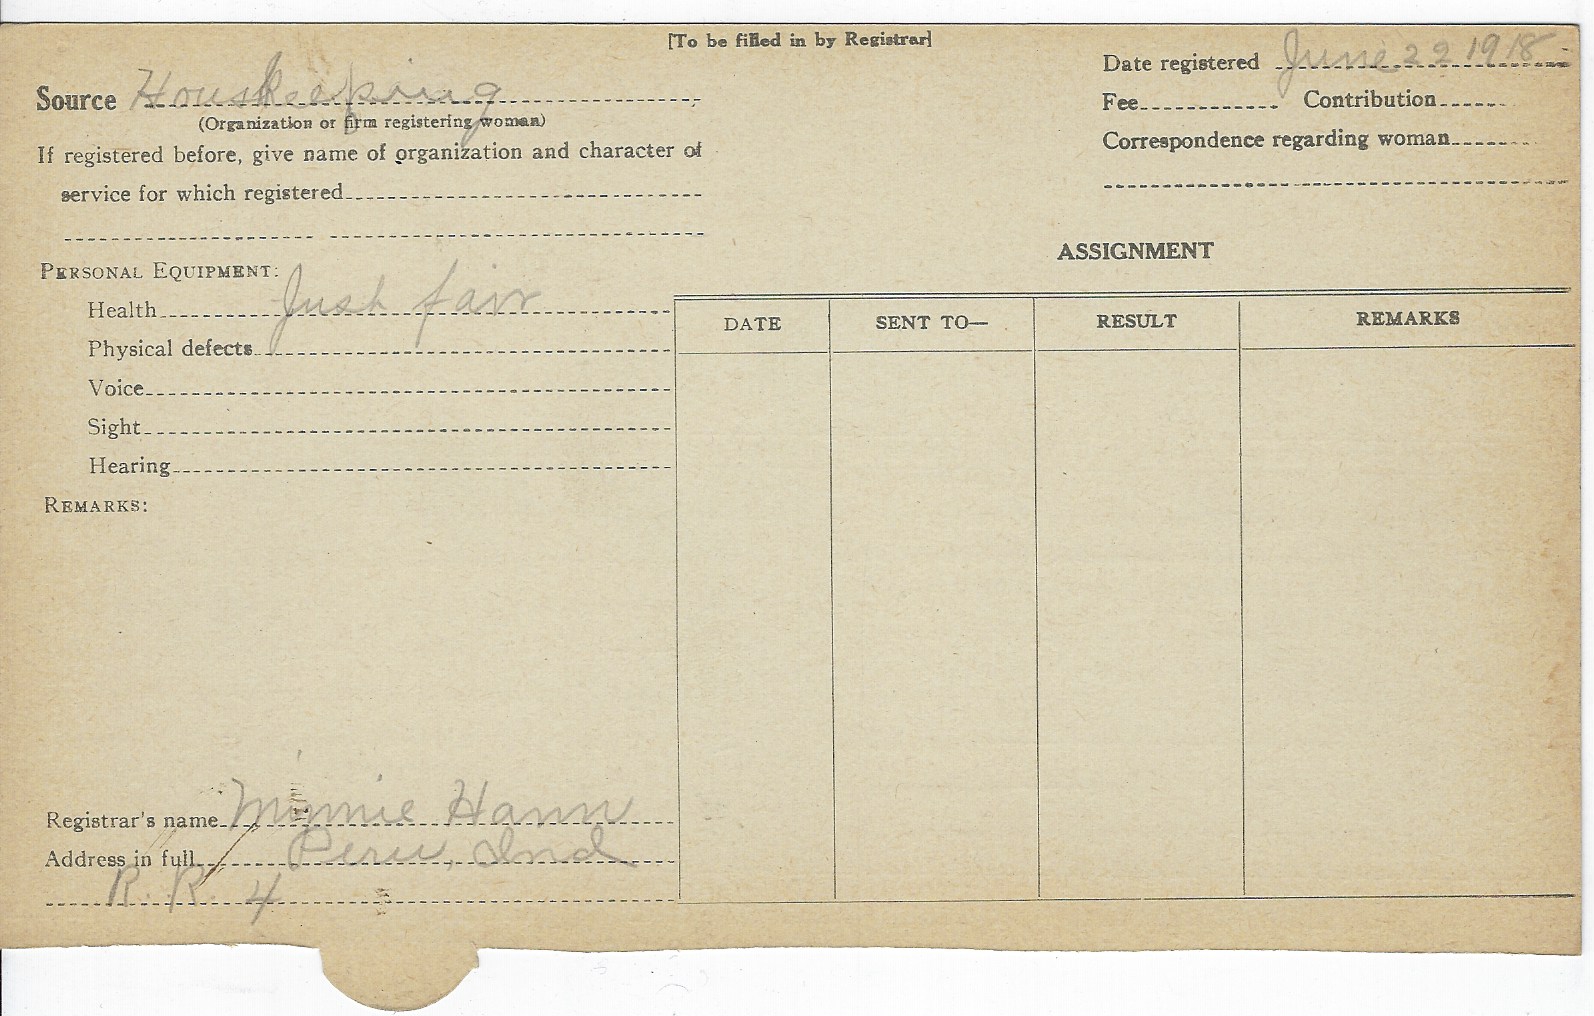 [To be filled in by Registrar]
Source Houskeeping
(Organization or firm registering woman)
If registered before, give name of organization and character of
service for which registered
PERSONAL EQUIPMENT:
Health Just fair
Physical defects
Voice
Sight
Hearing
REMARKS:
Registrar's name Minnie Hann
Address in full Peru, Ind
R. R. 4
Date registered June 22 1918
Fee Contribution
Correspondence regarding woman
ASSIGNMENT
DATE SENT TO— RESULT REMARKS